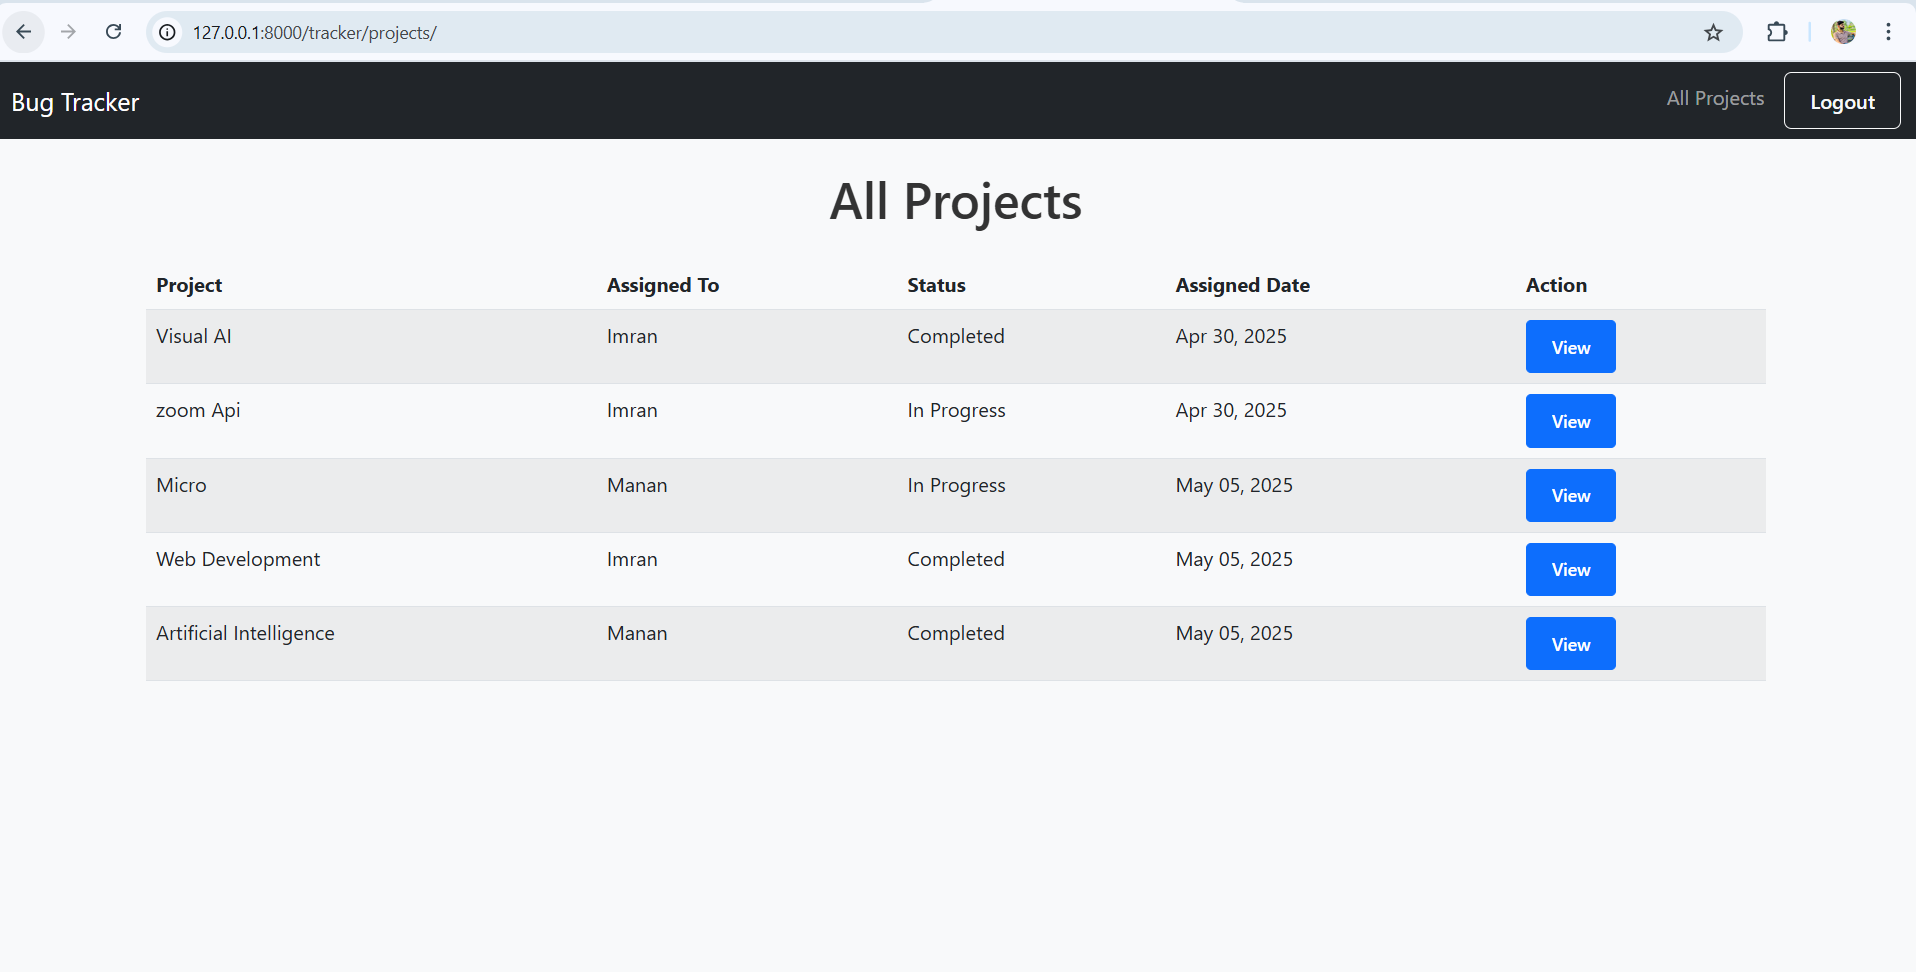 127.0.0.1:8000/tracker/projects/
Bug Tracker All Projects Logout
All Projects
Project Assigned To Status Assigned Date Action
Visual AI Imran Completed Apr 30, 2025 View
zoom Api Imran In Progress Apr 30, 2025 View
Micro Manan In Progress May 05, 2025 View
Web Development Imran Completed May 05, 2025 View
Artificial Intelligence Manan Completed May 05, 2025 View